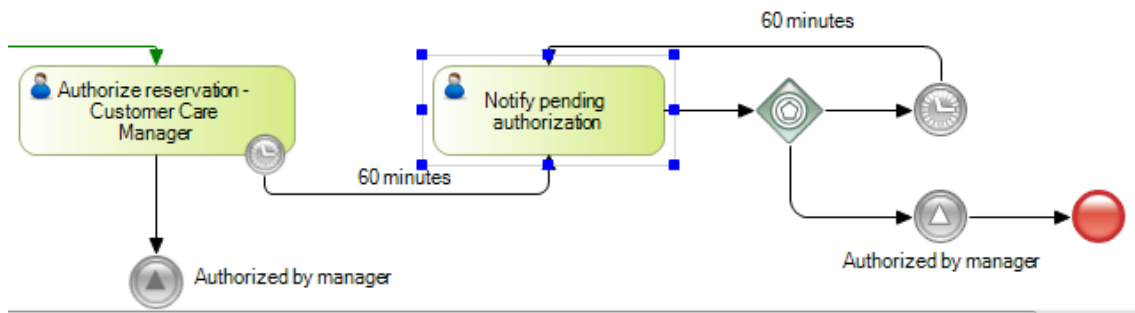 60 minutes
Authorize reservation -
Customer Care
Manager
Notify pending
authorization
60 minutes
Authorized by manager
Authorized by manager